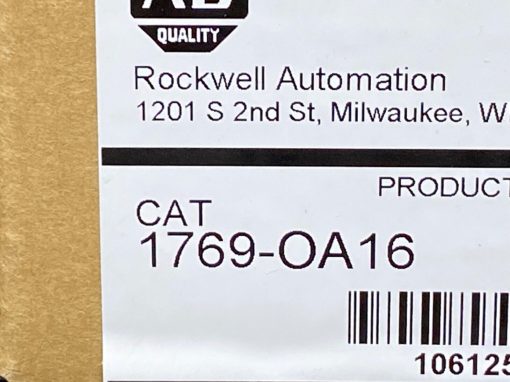 QUALITY
Rockwell Automation
1201 S 2nd St, Milwaukee, W
PRODUCT
CAT
1769-OA16
106125